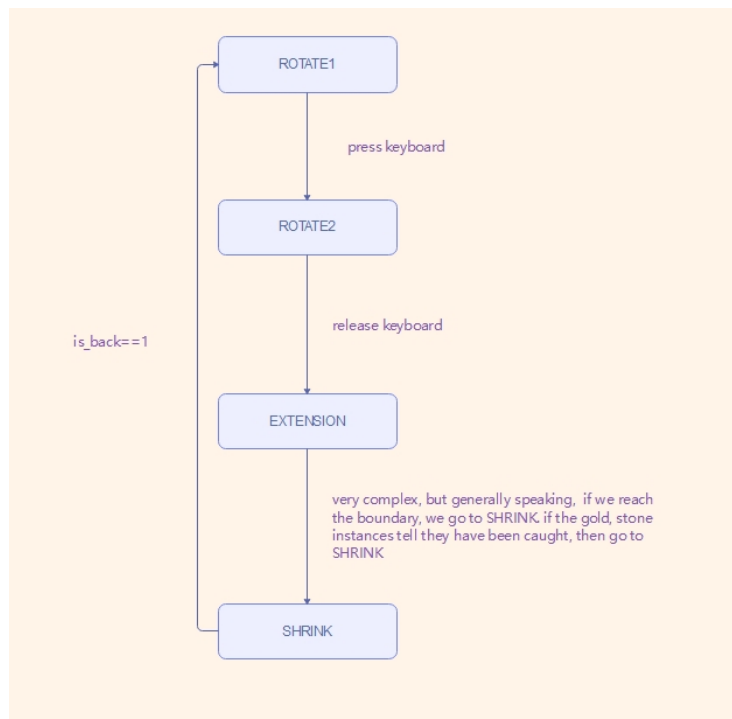 ROTATE1
press keyboard
ROTATE2
release keyboard
is_back==1
EXTENSION
very complex, but generally speaking, if we reach
the boundary, we go to SHRINK. if the gold, stone
instances tell they have been caught, then go to
SHRINK
SHRINK